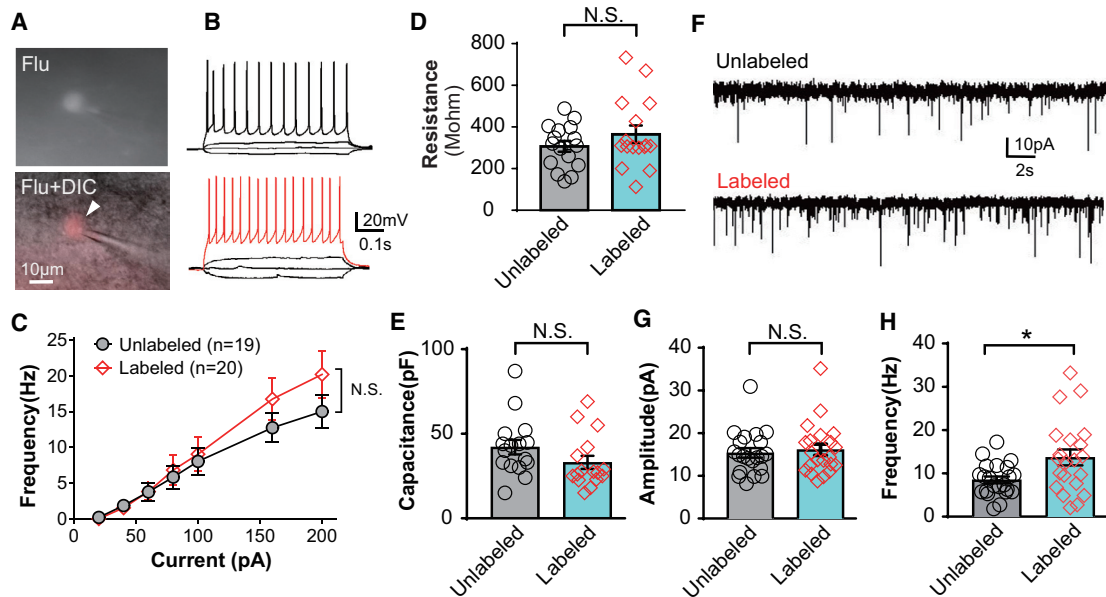 A
Flu
Flu+DIC
10μm
B
20mV
0.1s
C
Frequency(Hz)
25
20
15
10
5
0
0
50
100
150
200
Current (pA)
Unlabeled (n=19)
Labeled (n=20)
N.S.
D
N.S.
Resistance
(Mohm)
800
600
400
200
0
Unlabeled
Labeled
E
N.S.
Capacitance(pF)
100
50
0
Unlabeled
Labeled
F
Unlabeled
10pA
2s
Labeled
G
N.S.
Amplitude(pA)
40
30
20
10
0
Unlabeled
Labeled
H
*
Frequency(Hz)
40
30
20
10
0
Unlabeled
Labeled